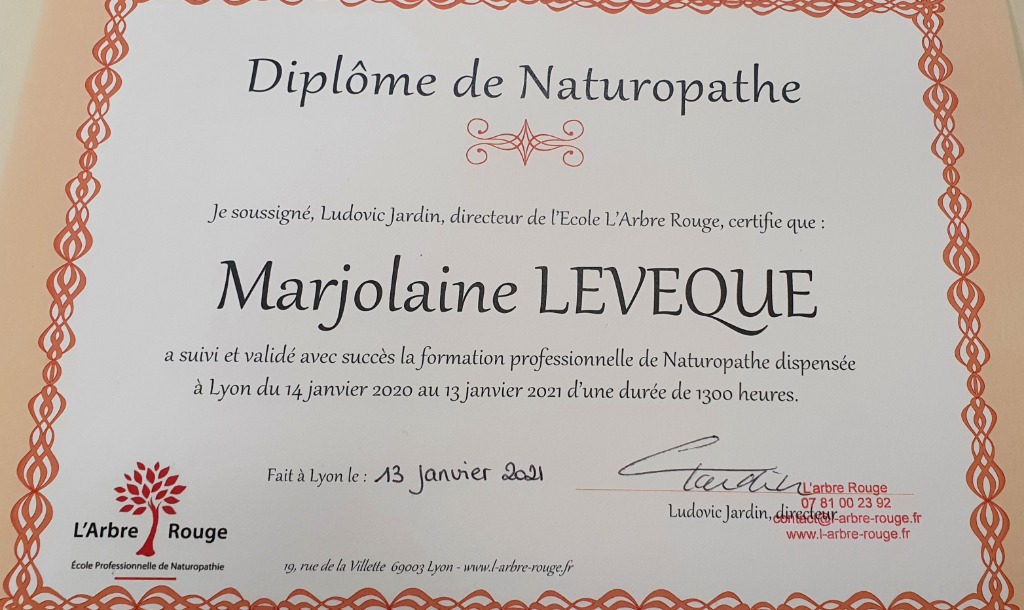 Diplôme de Naturopathe
Je soussigné, Ludovic Jardin, directeur de l'Ecole L'Arbre Rouge, certifie que :
Marjolaine LEVEQUE
a suivi et validé avec succès la formation professionnelle de Naturopathe dispensée
à Lyon du 14 janvier 2020 au 13 janvier 2021 d'une durée de 1300 heures.
Fait à Lyon le : 13 janvier 2021
Jardin
Ludovic Jardin, directeur
L'arbre Rouge
07 81 00 23 92
contact@l-arbre-rouge.fr
www.l-arbre-rouge.fr
L'Arbre Rouge
École Professionnelle de Naturopathie
19, rue de la Villette 69003 Lyon - www.l-arbre-rouge.fr